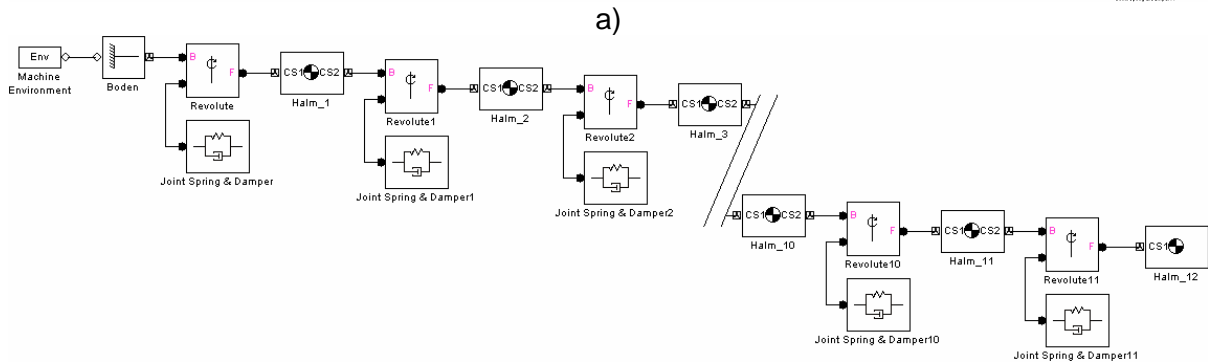 a)
Env
Machine
Environment
Boden
B
F
Revolute
Joint Spring & Damper
CS1 CS2
Halm_1
B
F
Revolute1
Joint Spring & Damper1
CS1 CS2
Halm_2
B
F
Revolute2
Joint Spring & Damper2
CS1 CS2
Halm_3
CS1 CS2
Halm_10
B
F
Revolute10
Joint Spring & Damper10
CS1 CS2
Halm_11
B
F
Revolute11
Joint Spring & Damper11
CS1
Halm_12